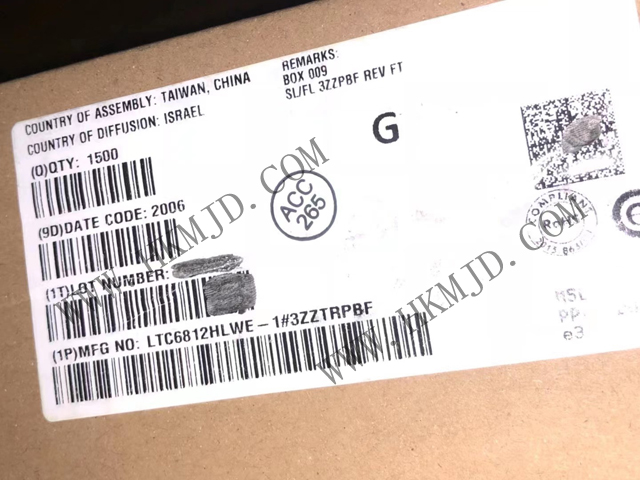 COUNTRY OF ASSEMBLY: TAIWAN, CHINA
COUNTRY OF DIFFUSION: ISRAEL
REMARKS:
BOX 009
SL/FL 3ZZPBF REV FT
G
(Q)QTY: 1500
(9D)DATE CODE: 2006
(1T)LOT NUMBER:
(1P)MFG NO: LTC6812HLWE-1#3ZZTRPBF
ACC
265
RoHS
MSL
e3
WWW.HKMJD.COM
WWW.HKMJD.COM